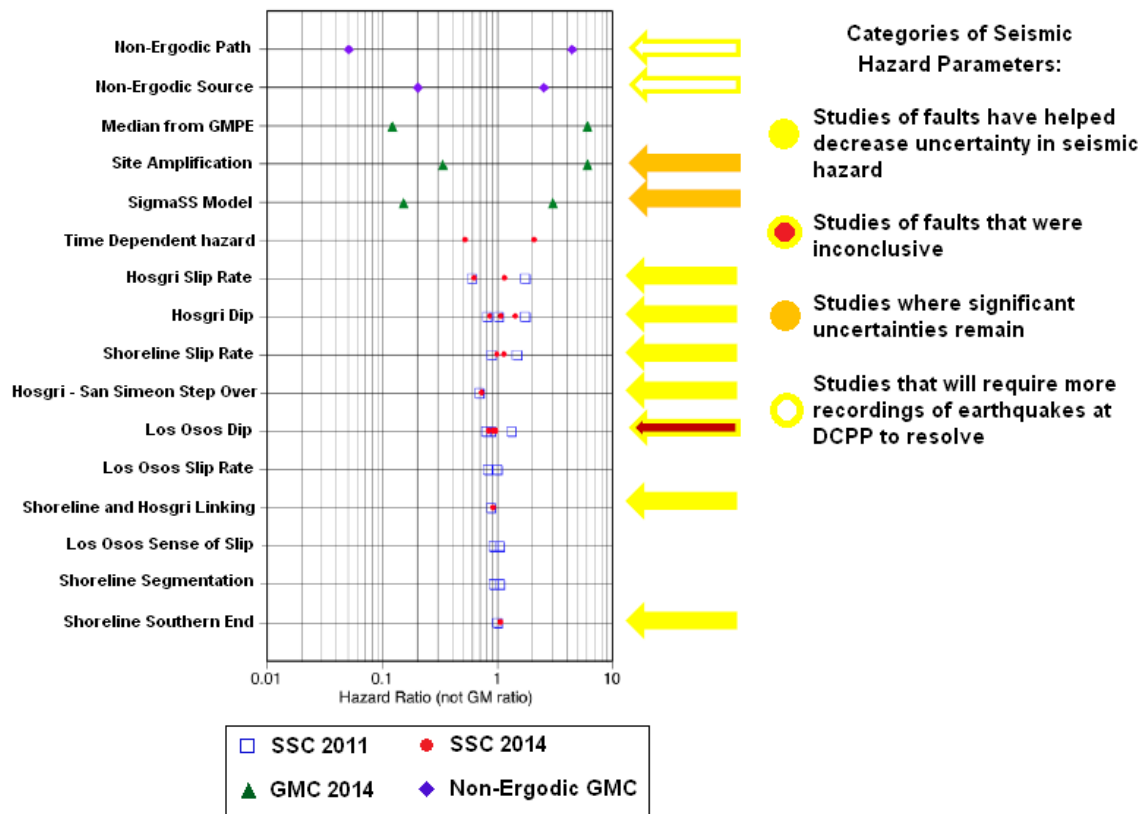 Non-Ergodic Path
Non-Ergodic Source
Median from GMPE
Site Amplification
SigmaSS Model
Time Dependent hazard
Hosgri Slip Rate
Hosgri Dip
Shoreline Slip Rate
Hosgri - San Simeon Step Over
Los Osos Dip
Los Osos Slip Rate
Shoreline and Hosgri Linking
Los Osos Sense of Slip
Shoreline Segmentation
Shoreline Southern End
0.01 0.1 1 10
Hazard Ratio (not GM ratio)
SSC 2011 SSC 2014
GMC 2014 Non-Ergodic GMC
Categories of Seismic
Hazard Parameters:
Studies of faults have helped
decrease uncertainty in seismic
hazard
Studies of faults that were
inconclusive
Studies where significant
uncertainties remain
Studies that will require more
recordings of earthquakes at
DCPP to resolve